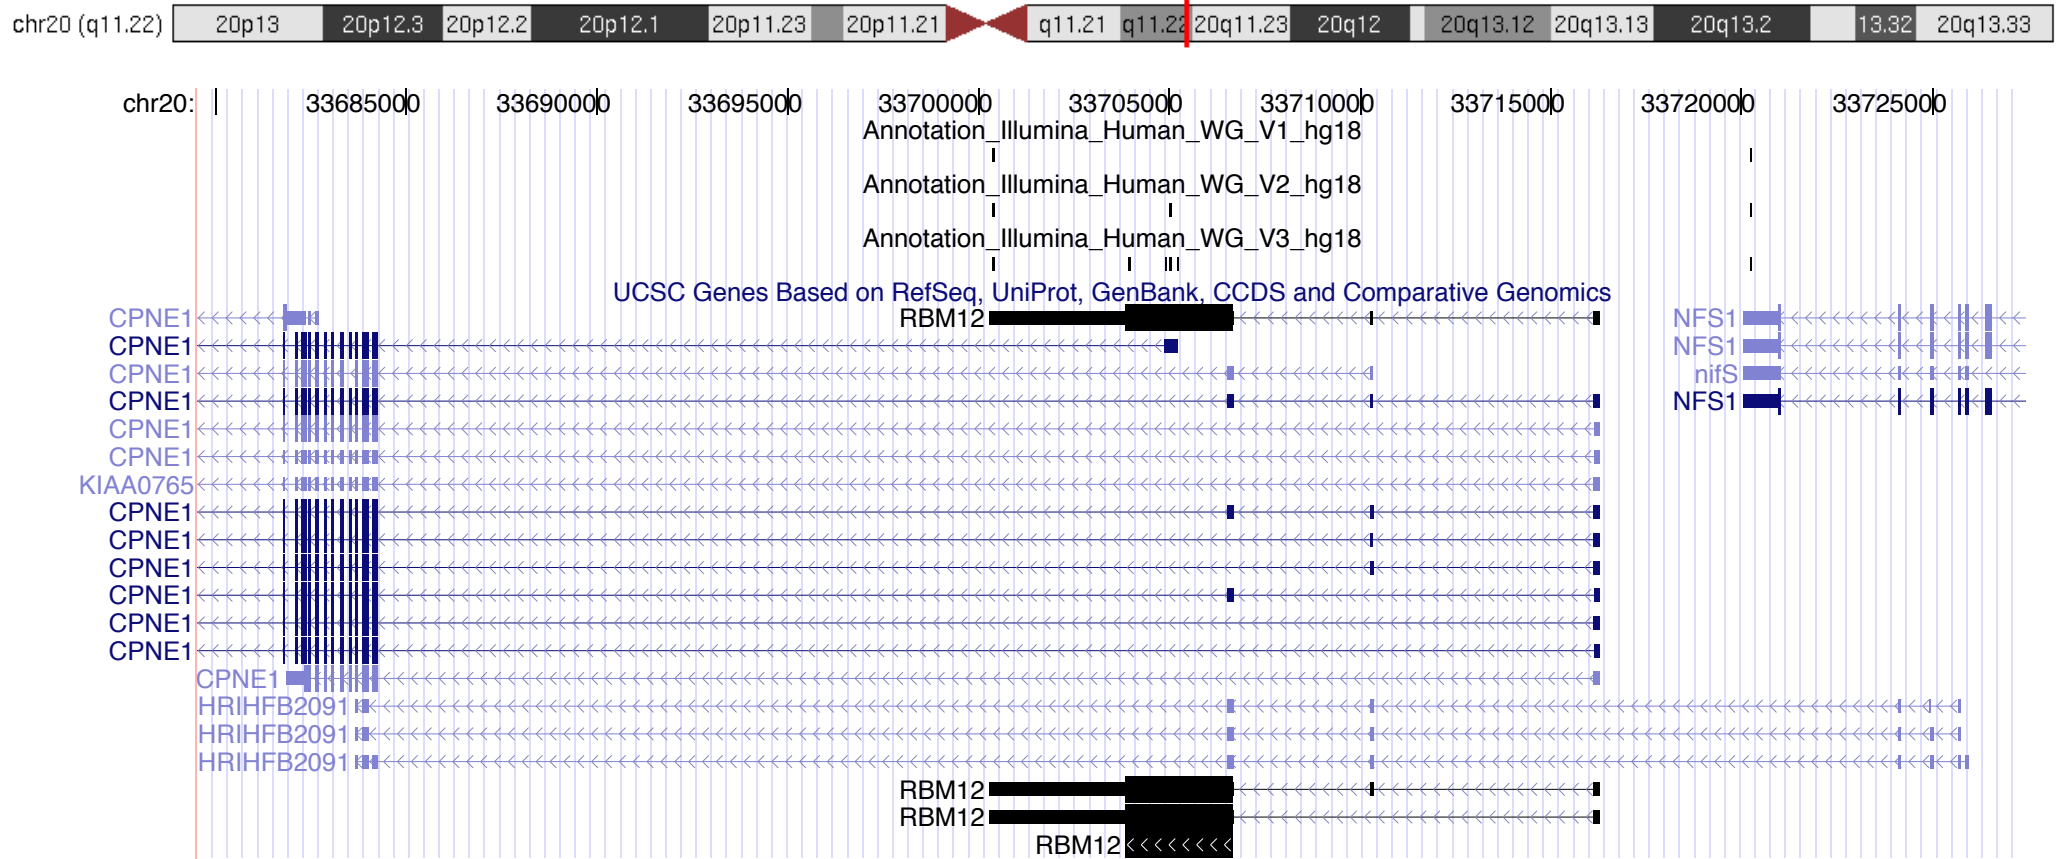 chr20 (q11.22) 20p13 20p12.3 20p12.2 20p12.1 20p11.23 20p11.21 q11.21 q11.22 20q11.23 20q12 20q13.12 20q13.13 20q13.2 13.32 20q13.33
chr20: 33685000 33690000 33695000 33700000 33705000 33710000 33715000 33720000 33725000
Annotation_Illumina_Human_WG_V1_hg18
Annotation_Illumina_Human_WG_V2_hg18
Annotation_Illumina_Human_WG_V3_hg18
UCSC Genes Based on RefSeq, UniProt, GenBank, CCDS and Comparative Genomics
CPNE1 RBM12 NFS1
CPNE1 NFS1
CPNE1 nifS
CPNE1 NFS1
CPNE1
CPNE1
KIAA0765
CPNE1
CPNE1
CPNE1
CPNE1
CPNE1
CPNE1
CPNE1
HRIHFB2091
HRIHFB2091
HRIHFB2091
RBM12
RBM12
RBM12